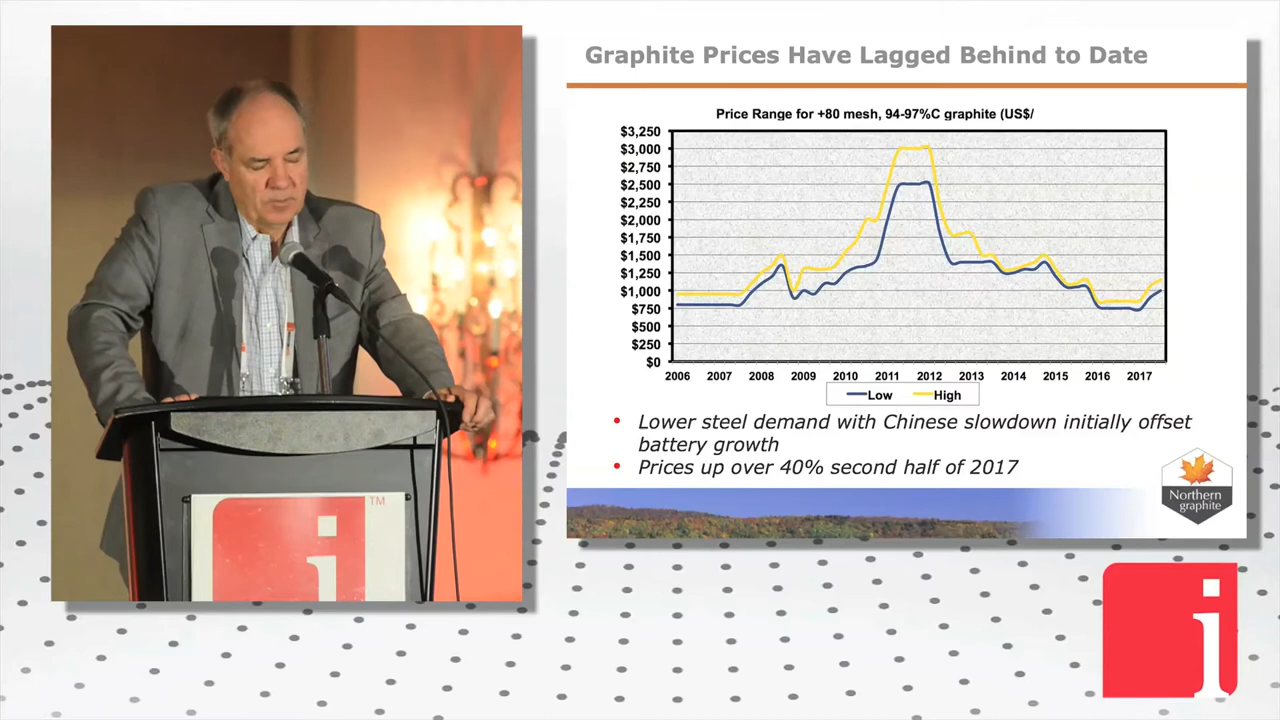 Graphite Prices Have Lagged Behind to Date
Price Range for +80 mesh, 94-97%C graphite (US$/
$3,250
$3,000
$2,750
$2,500
$2,250
$2,000
$1,750
$1,500
$1,250
$1,000
$750
$500
$250
$0
2006 2007 2008 2009 2010 2011 2012 2013 2014 2015 2016 2017
Low High
• Lower steel demand with Chinese slowdown initially offset
battery growth
• Prices up over 40% second half of 2017
Northern
graphite
i
TM
i